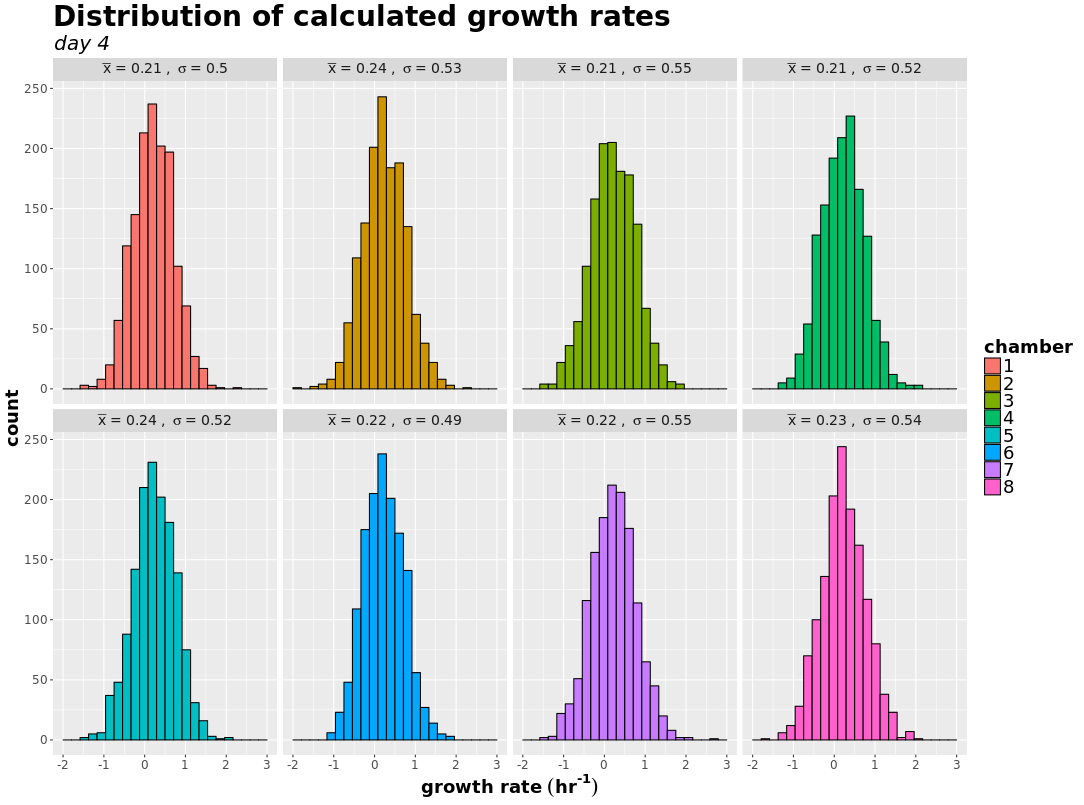 Distribution of calculated growth rates
day 4
x̅ = 0.21 , σ = 0.5
x̅ = 0.24 , σ = 0.53
x̅ = 0.21 , σ = 0.55
x̅ = 0.21 , σ = 0.52
250
200
150
100
50
0
x̅ = 0.24 , σ = 0.52
x̅ = 0.22 , σ = 0.49
x̅ = 0.22 , σ = 0.55
x̅ = 0.23 , σ = 0.54
250
200
150
100
50
0
-2 -1 0 1 2 3
-2 -1 0 1 2 3
-2 -1 0 1 2 3
-2 -1 0 1 2 3
count
growth rate (hr⁻¹)
chamber
1
2
3
4
5
6
7
8